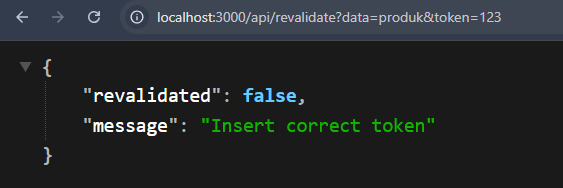 localhost:3000/api/revalidate?data=produk&token=123
{
"revalidated": false,
"message": "Insert correct token"
}